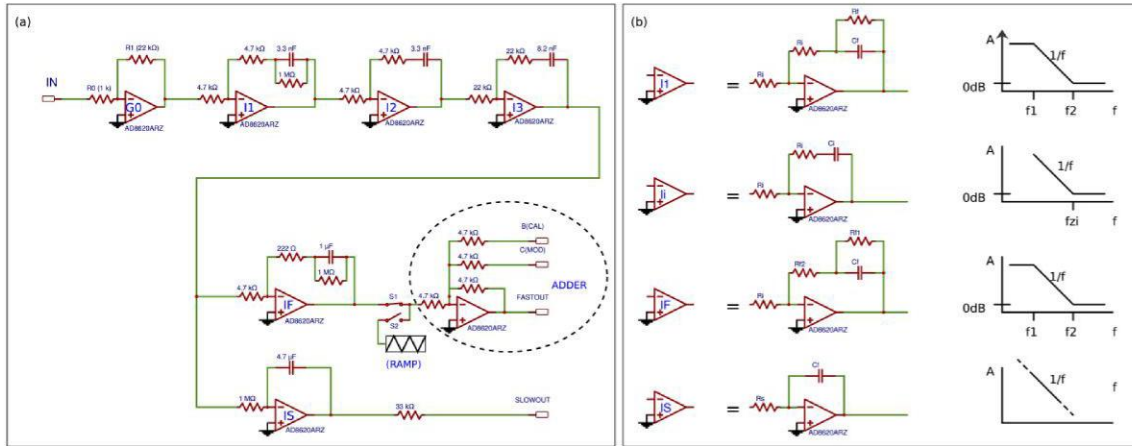 (a)
IN
R0 (1 k)
R1 (22 kΩ)
G0
AD8620ARZ
4.7 kΩ
4.7 kΩ
3.3 nF
1 MΩ
I1
AD8620ARZ
4.7 kΩ
4.7 kΩ
3.3 nF
I2
AD8620ARZ
22 kΩ
22 kΩ
8.2 nF
I3
AD8620ARZ
4.7 kΩ
222 Ω
1 µF
1 MΩ
IF
AD8620ARZ
S1
S2
(RAMP)
4.7 kΩ
4.7 kΩ
4.7 kΩ
4.7 kΩ
B(CAL)
C(MOD)
ADDER
FASTOUT
AD8620ARZ
1 MΩ
4.7 µF
IS
AD8620ARZ
33 kΩ
SLOWOUT
(b)
I1
=
Ri
Ri
Rf
Cf
AD8620ARZ
A
1/f
0dB
f1
f2
f
Ii
=
Ri
Ri
Ci
AD8620ARZ
A
1/f
0dB
fzi
f
IF
=
Ri
Rf2
Rf1
Cf
AD8620ARZ
A
1/f
0dB
f1
f2
f
IS
=
Rs
Cf
AD8620ARZ
A
1/f
f